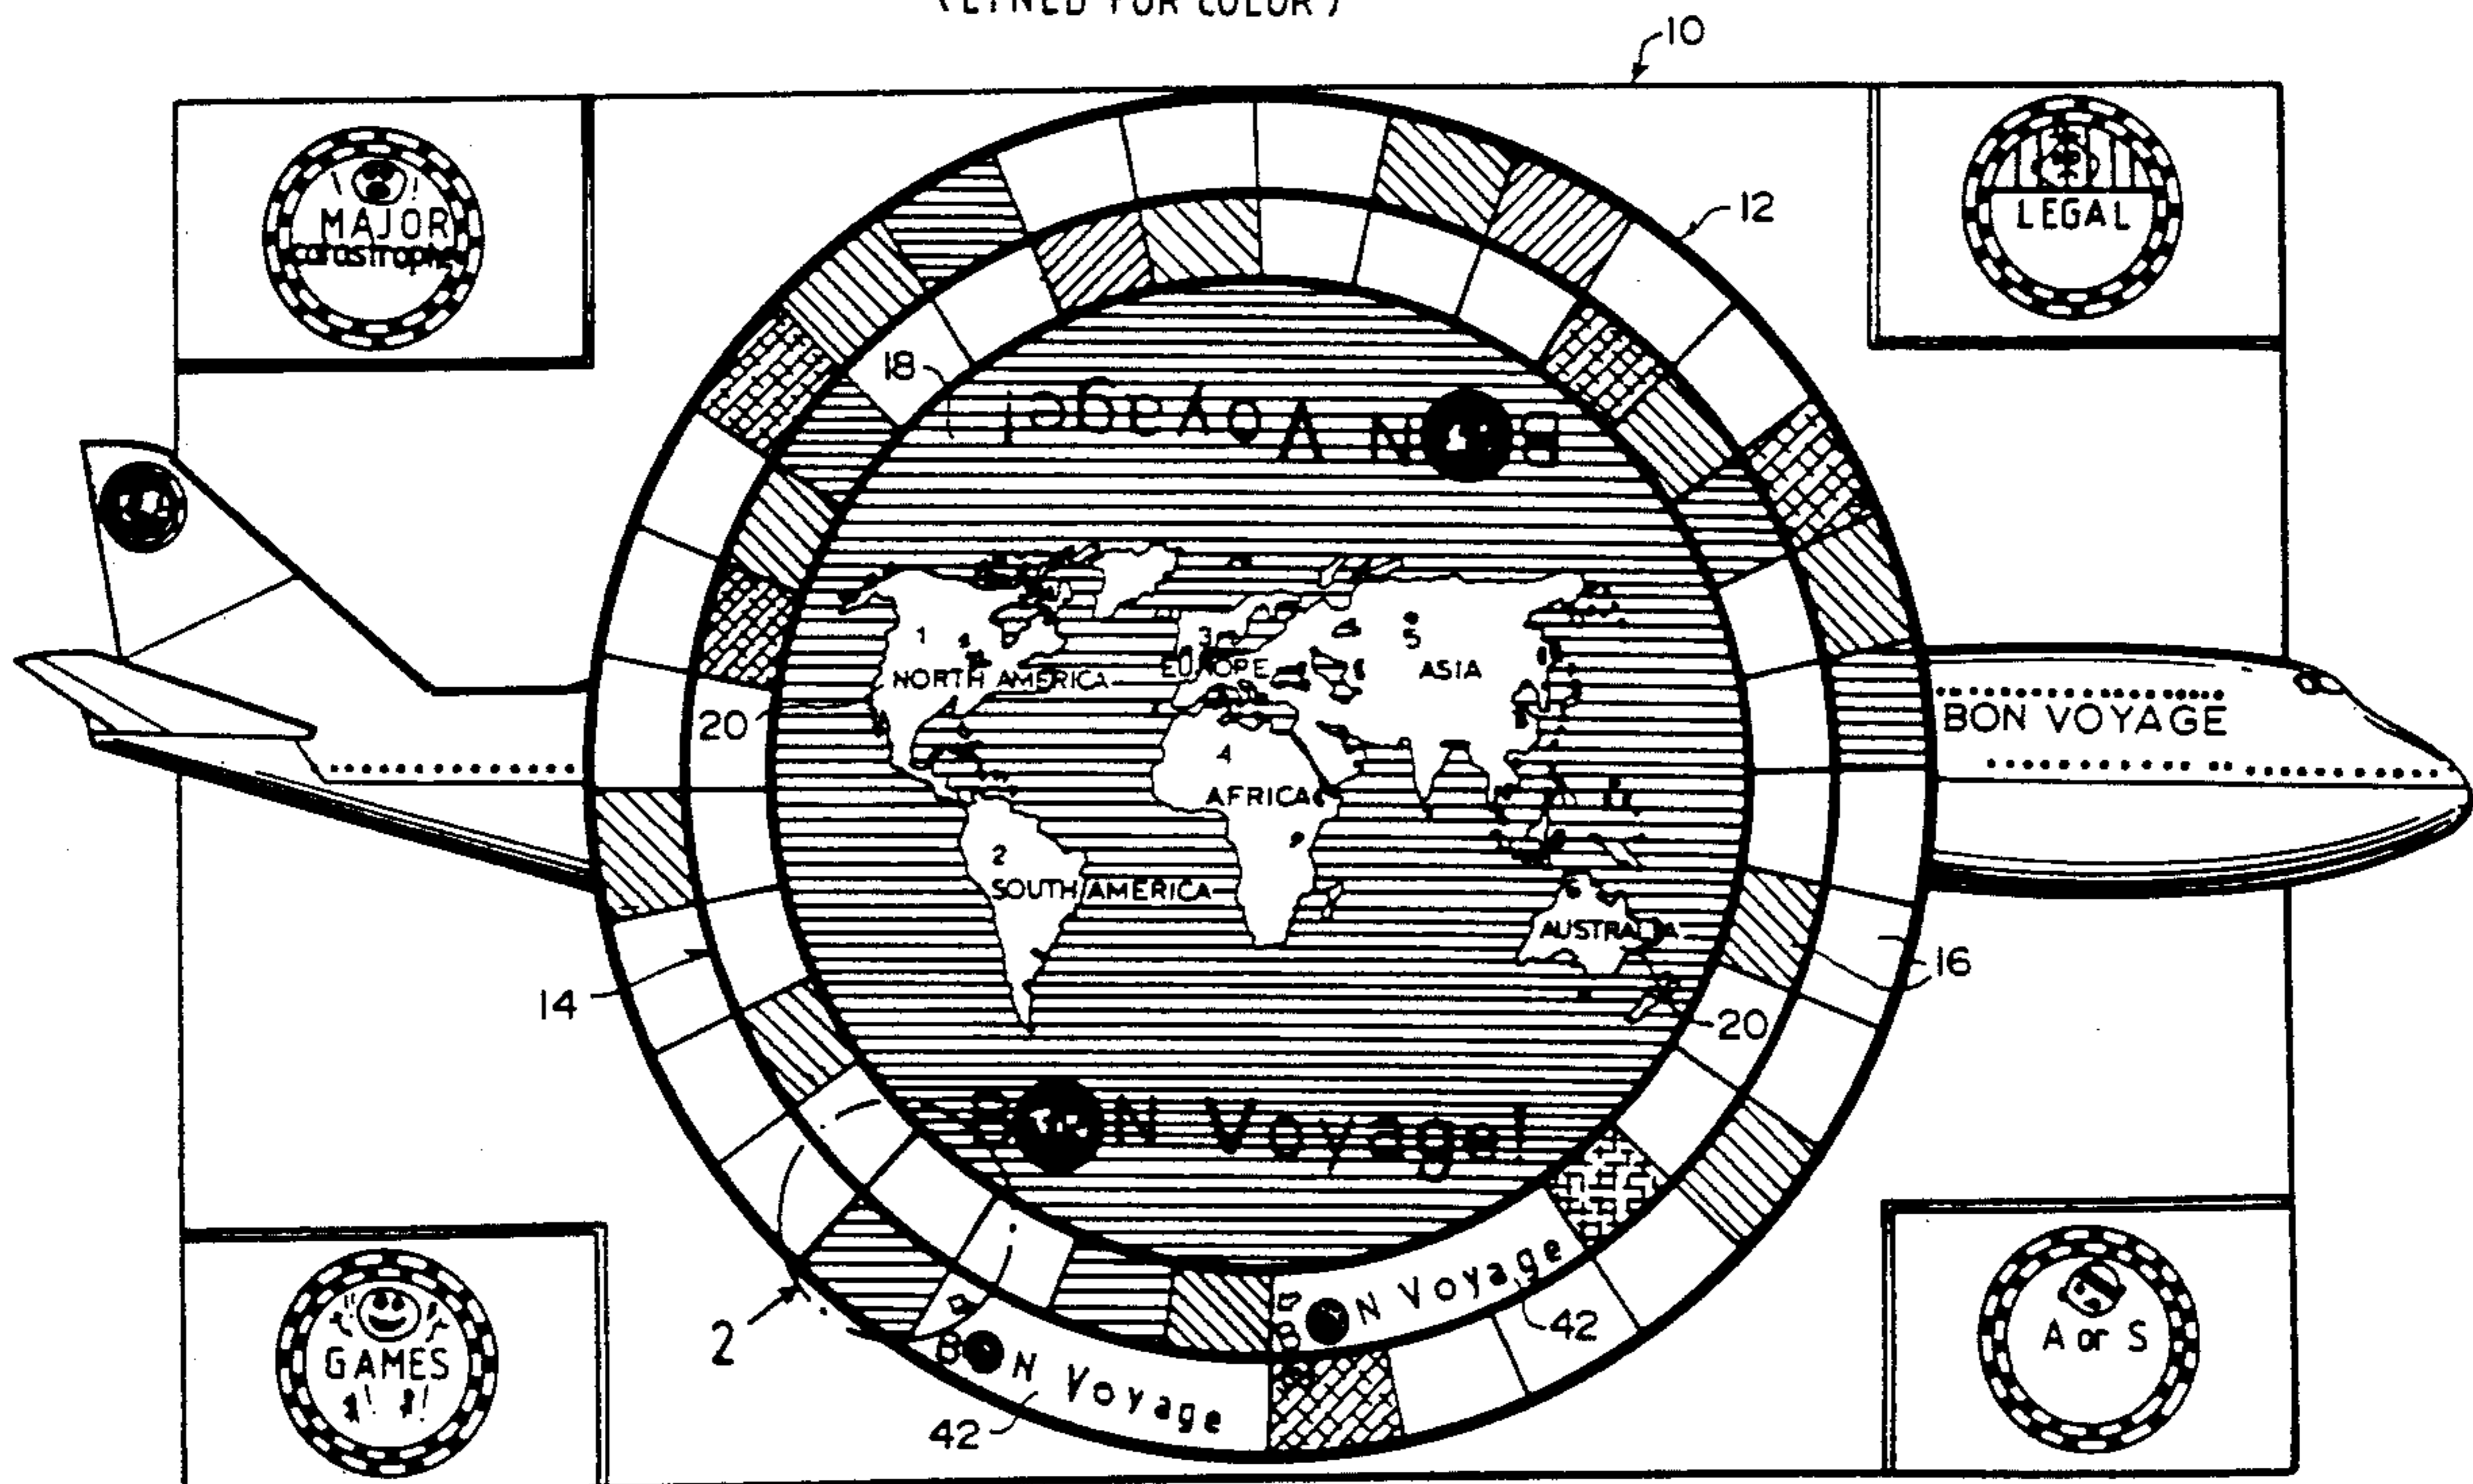 (LINED FOR COLOR)
10
MAJOR
catastrophe
LEGAL
12
18
BON Voyage!
1
3
5
NORTH AMERICA
EUROPE
ASIA
20
BON VOYAGE
4
AFRICA
2
SOUTH AMERICA
6
AUSTRALIA
14
16
20
BON Voyage!
BON Voyage
42
2
GAMES
A or S
BON Voyage
42